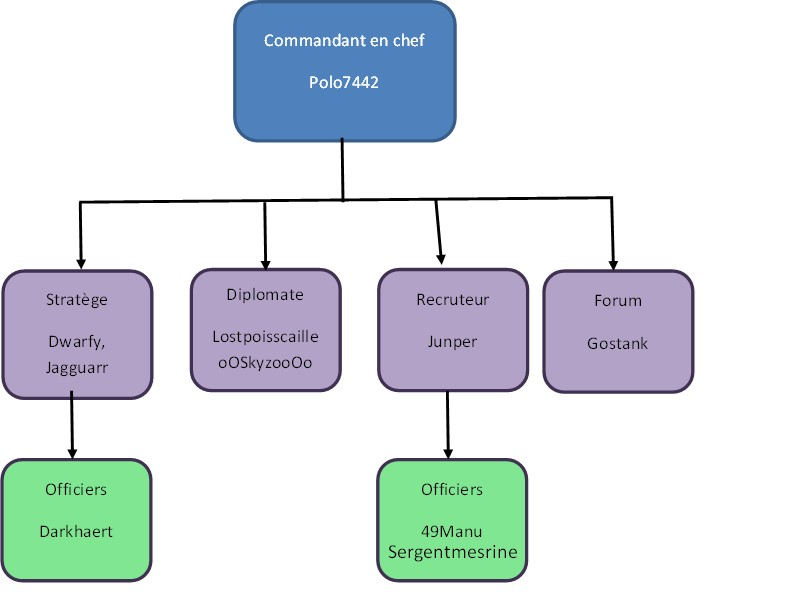 Commandant en chef
Polo7442
Stratège
Dwarfy,
Jagguarr
Diplomate
Lostpoisscaille
oOSkyzooOo
Recruteur
Junper
Forum
Gostank
Officiers
Darkhaert
Officiers
49Manu
Sergentmesrine